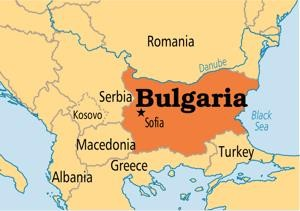 Romania
Danube
Serbia
Bulgaria
Kosovo
Sofia
Black
Sea
Macedonia
Turkey
Greece
Albania